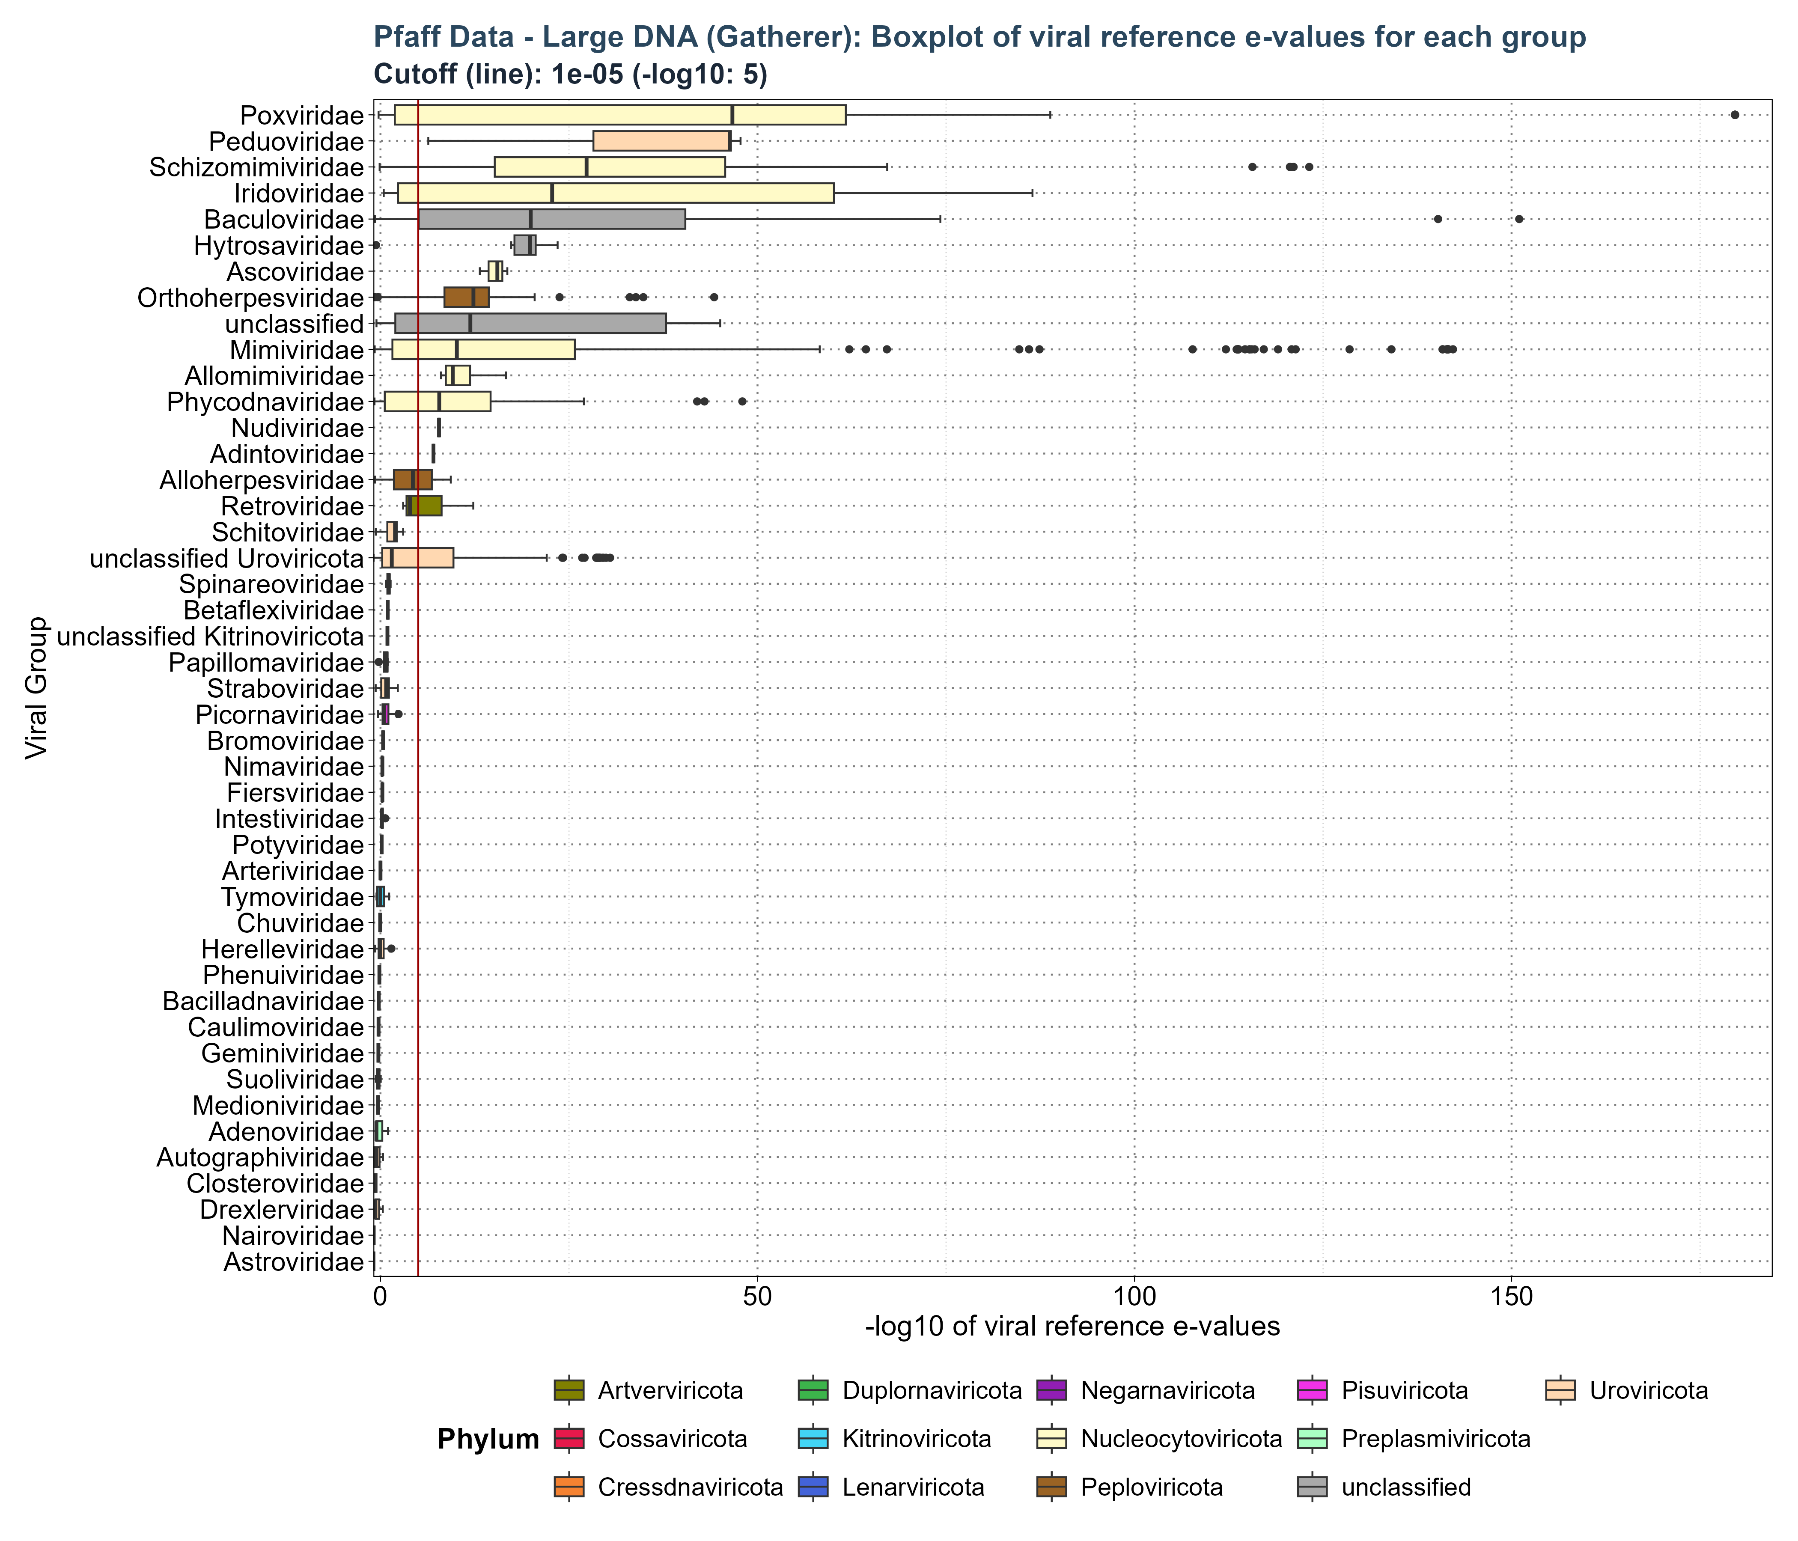 Pfaff Data - Large DNA (Gatherer): Boxplot of viral reference e-values for each group
Cutoff (line): 1e-05 (-log10: 5)
Viral Group
Poxviridae
Peduoviridae
Schizomimiviridae
Iridoviridae
Baculoviridae
Hytrosaviridae
Ascoviridae
Orthoherpesviridae
unclassified
Mimiviridae
Allomimiviridae
Phycodnaviridae
Nudiviridae
Adintoviridae
Alloherpesviridae
Retroviridae
Schitoviridae
unclassified Uroviricota
Spinareoviridae
Betaflexiviridae
unclassified Kitrinoviricota
Papillomaviridae
Straboviridae
Picornaviridae
Bromoviridae
Nimaviridae
Fiersviridae
Intestiviridae
Potyviridae
Arteriviridae
Tymoviridae
Chuviridae
Herelleviridae
Phenuiviridae
Bacilladnaviridae
Caulimoviridae
Geminiviridae
Suoliviridae
Medioniviridae
Adenoviridae
Autographiviridae
Closteroviridae
Drexlerviridae
Nairoviridae
Astroviridae
0 50 100 150
-log10 of viral reference e-values
Phylum
Artverviricota Duplornaviricota Negarnaviricota Pisuviricota Uroviricota
Cossaviricota Kitrinoviricota Nucleocytoviricota Preplasmiviricota
Cressdnaviricota Lenarviricota Peploviricota unclassified